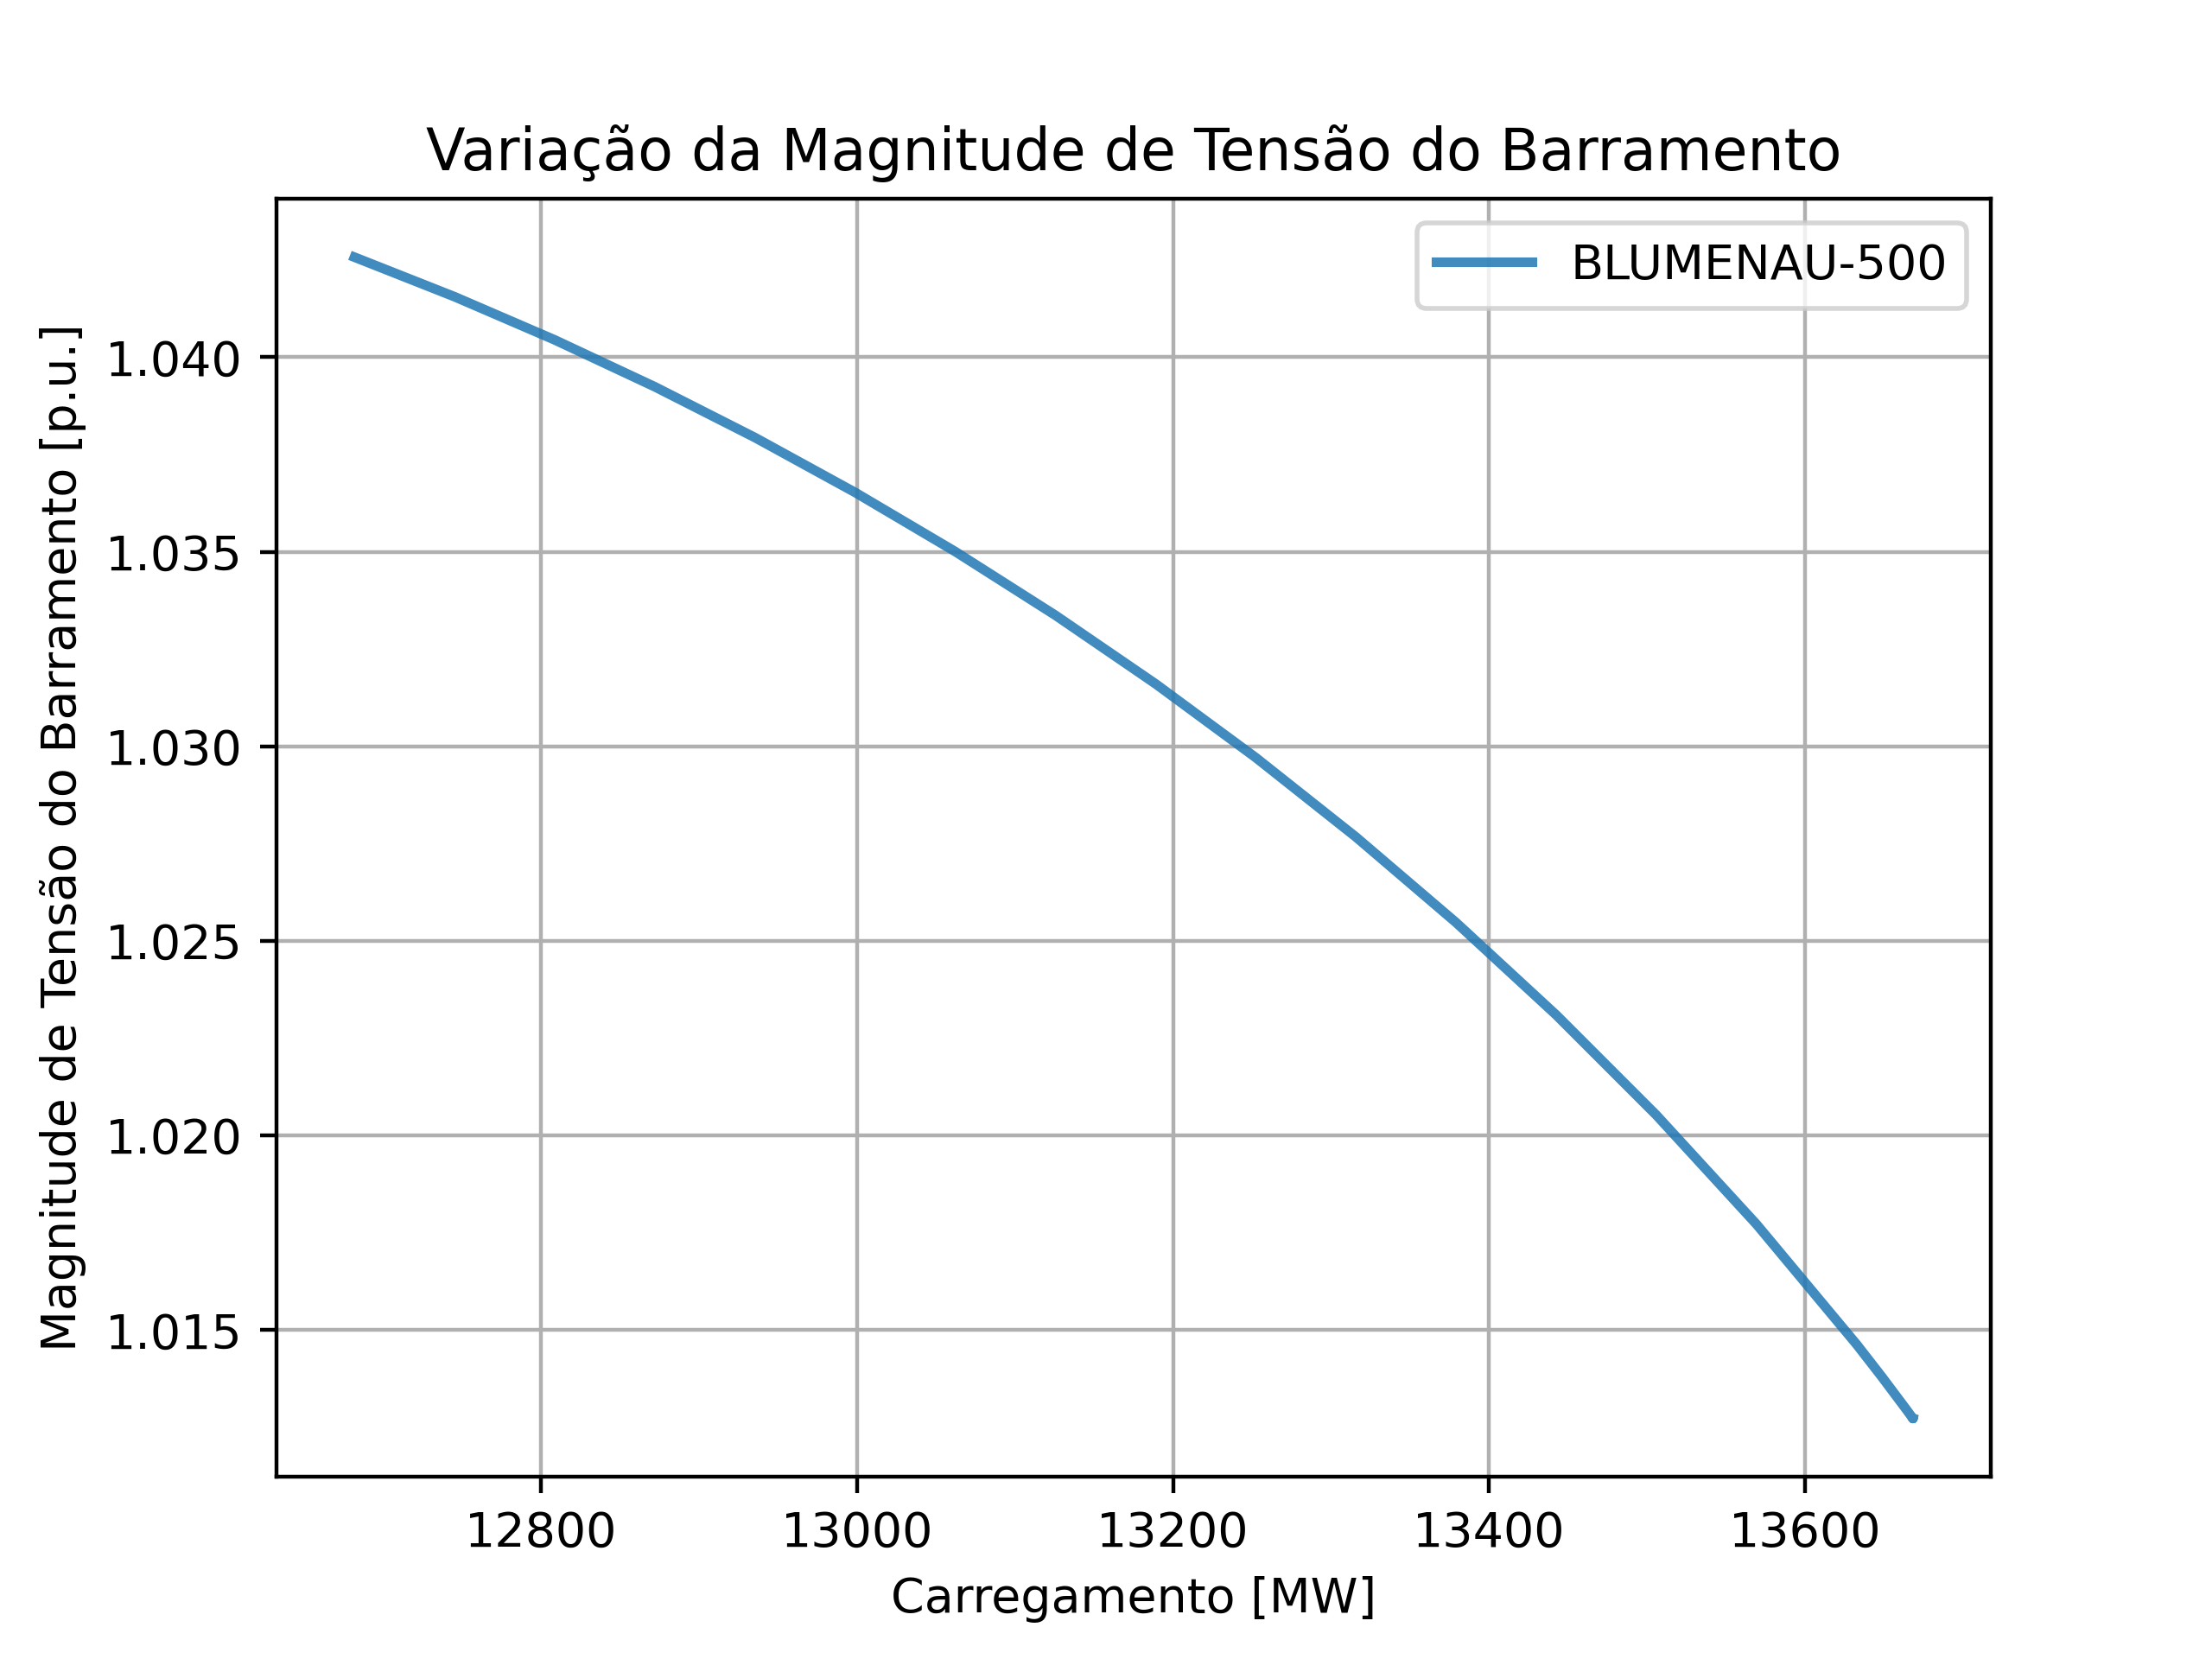 Variação da Magnitude de Tensão do Barramento
BLUMENAU-500
Magnitude de Tensão do Barramento [p.u.]
1.040
1.035
1.030
1.025
1.020
1.015
12800 13000 13200 13400 13600
Carregamento [MW]